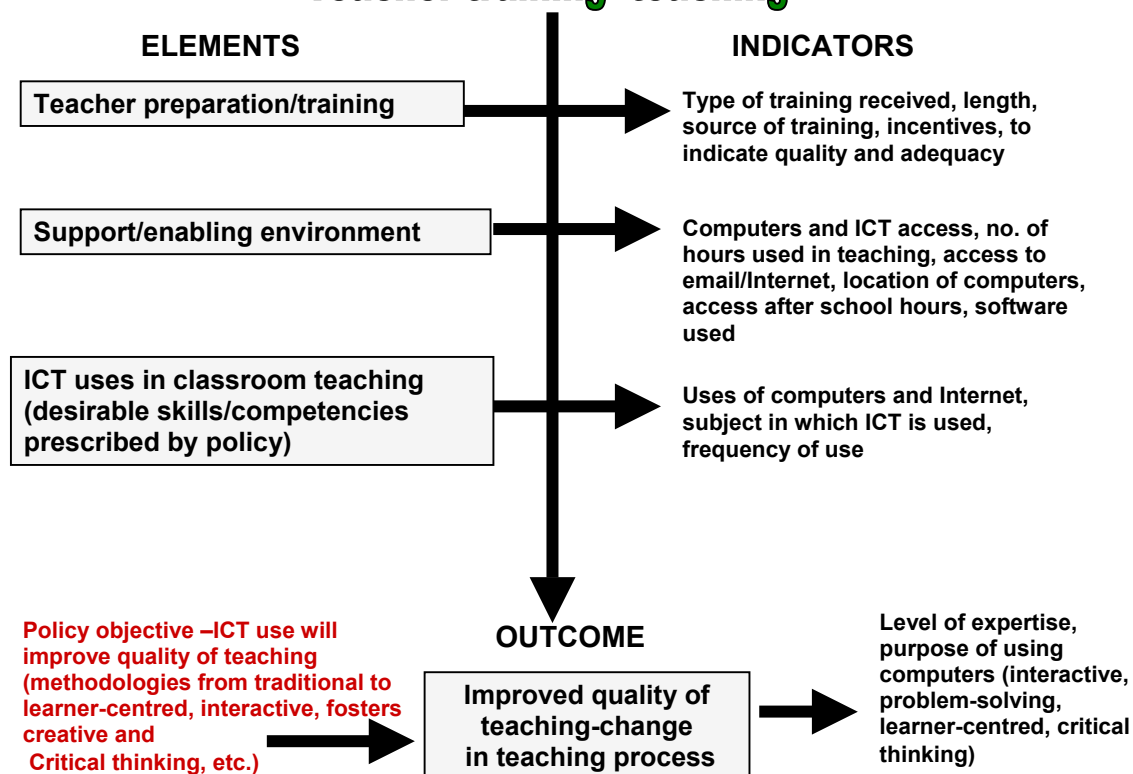 ELEMENTS
INDICATORS
Teacher preparation/training
Type of training received, length,
source of training, incentives, to
indicate quality and adequacy
Support/enabling environment
Computers and ICT access, no. of
hours used in teaching, access to
email/Internet, location of computers,
access after school hours, software
used
ICT uses in classroom teaching
(desirable skills/competencies
prescribed by policy)
Uses of computers and Internet,
subject in which ICT is used,
frequency of use
Policy objective –ICT use will
improve quality of teaching
(methodologies from traditional to
learner-centred, interactive, fosters
creative and
Critical thinking, etc.)
OUTCOME
Improved quality of
teaching-change
in teaching process
Level of expertise,
purpose of using
computers (interactive,
problem-solving,
learner-centred, critical
thinking)